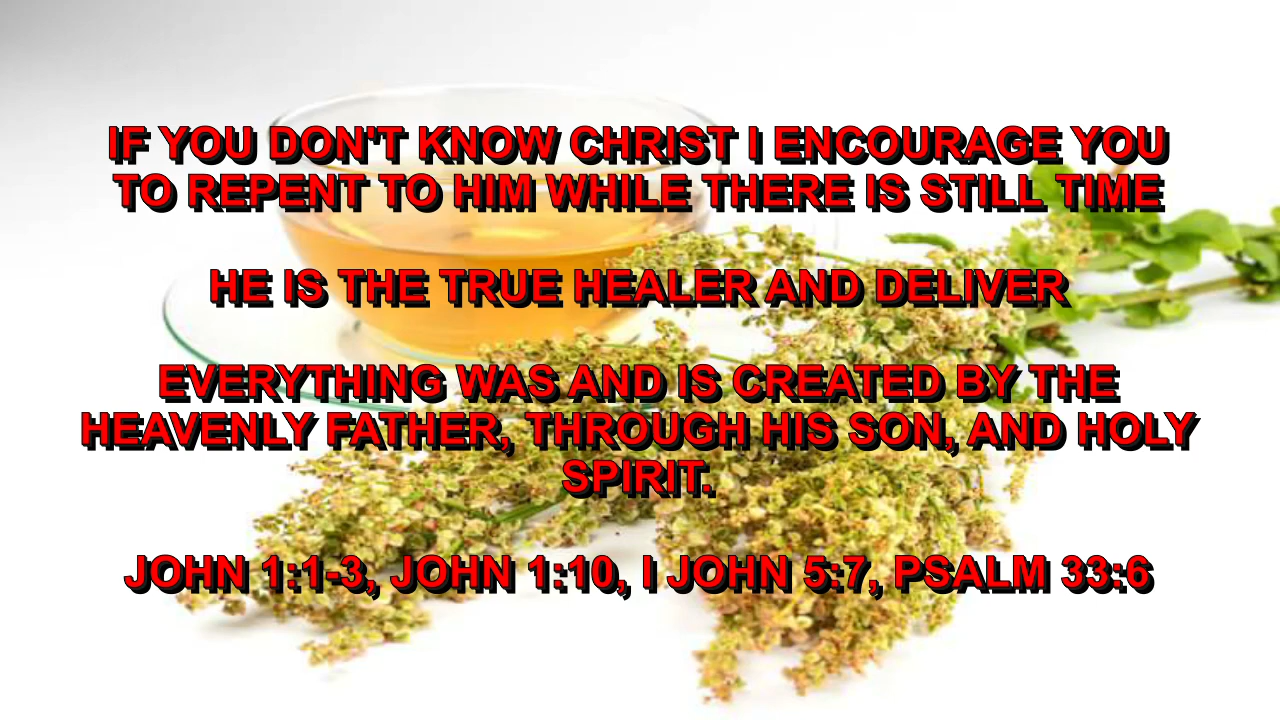 IF YOU DON'T KNOW CHRIST I ENCOURAGE YOU
TO REPENT TO HIM WHILE THERE IS STILL TIME
HE IS THE TRUE HEALER AND DELIVER
EVERYTHING WAS AND IS CREATED BY THE
HEAVENLY FATHER, THROUGH HIS SON, AND HOLY
SPIRIT.
JOHN 1:1-3, JOHN 1:10, I JOHN 5:7, PSALM 33:6